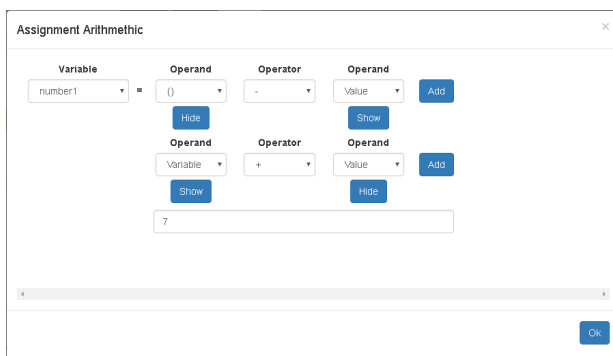 Assignment Arithmethic ×
Variable Operand Operator Operand
number1 = () - Value Add
Hide Show
Operand Operator Operand
Variable + Value Add
Show Hide
7
Ok